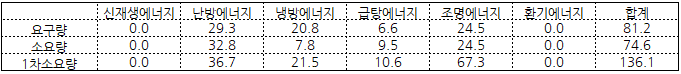 신재생에너지 난방에너지 냉방에너지 급탕에너지 조명에너지 환기에너지 합계
요구량 0.0 29.3 20.8 6.6 24.5 0.0 81.2
소요량 0.0 32.8 7.8 9.5 24.5 0.0 74.6
1차소요량 0.0 36.7 21.5 10.6 67.3 0.0 136.1